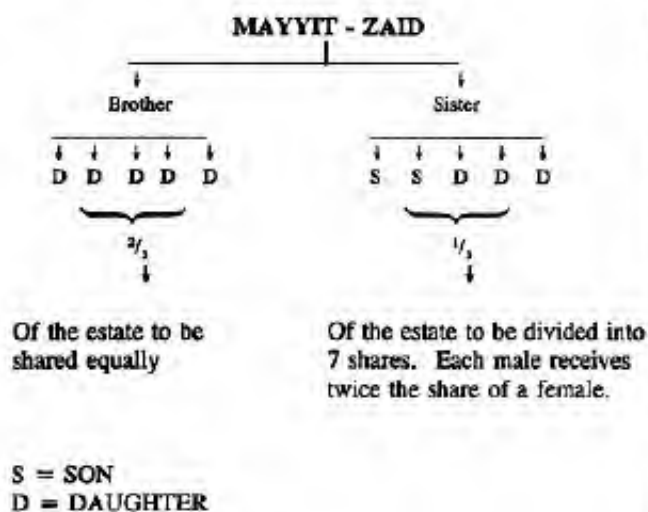 MAYYIT - ZAID
Brother Sister
D D D D D S S D D D
2/3 1/3
Of the estate to be
shared equally
Of the estate to be divided into
7 shares. Each male receives
twice the share of a female.
S = SON
D = DAUGHTER